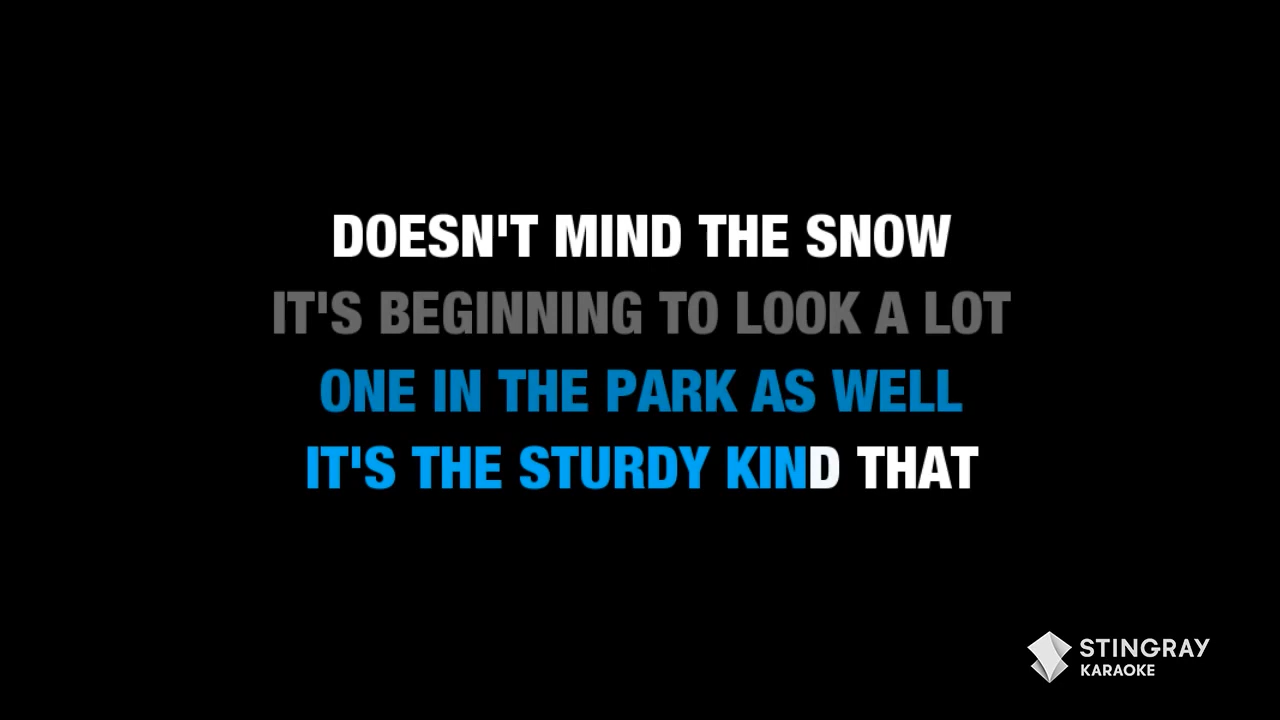 DOESN'T MIND THE SNOW
IT'S BEGINNING TO LOOK A LOT
ONE IN THE PARK AS WELL
IT'S THE STURDY KIND THAT
STINGRAY
KARAOKE